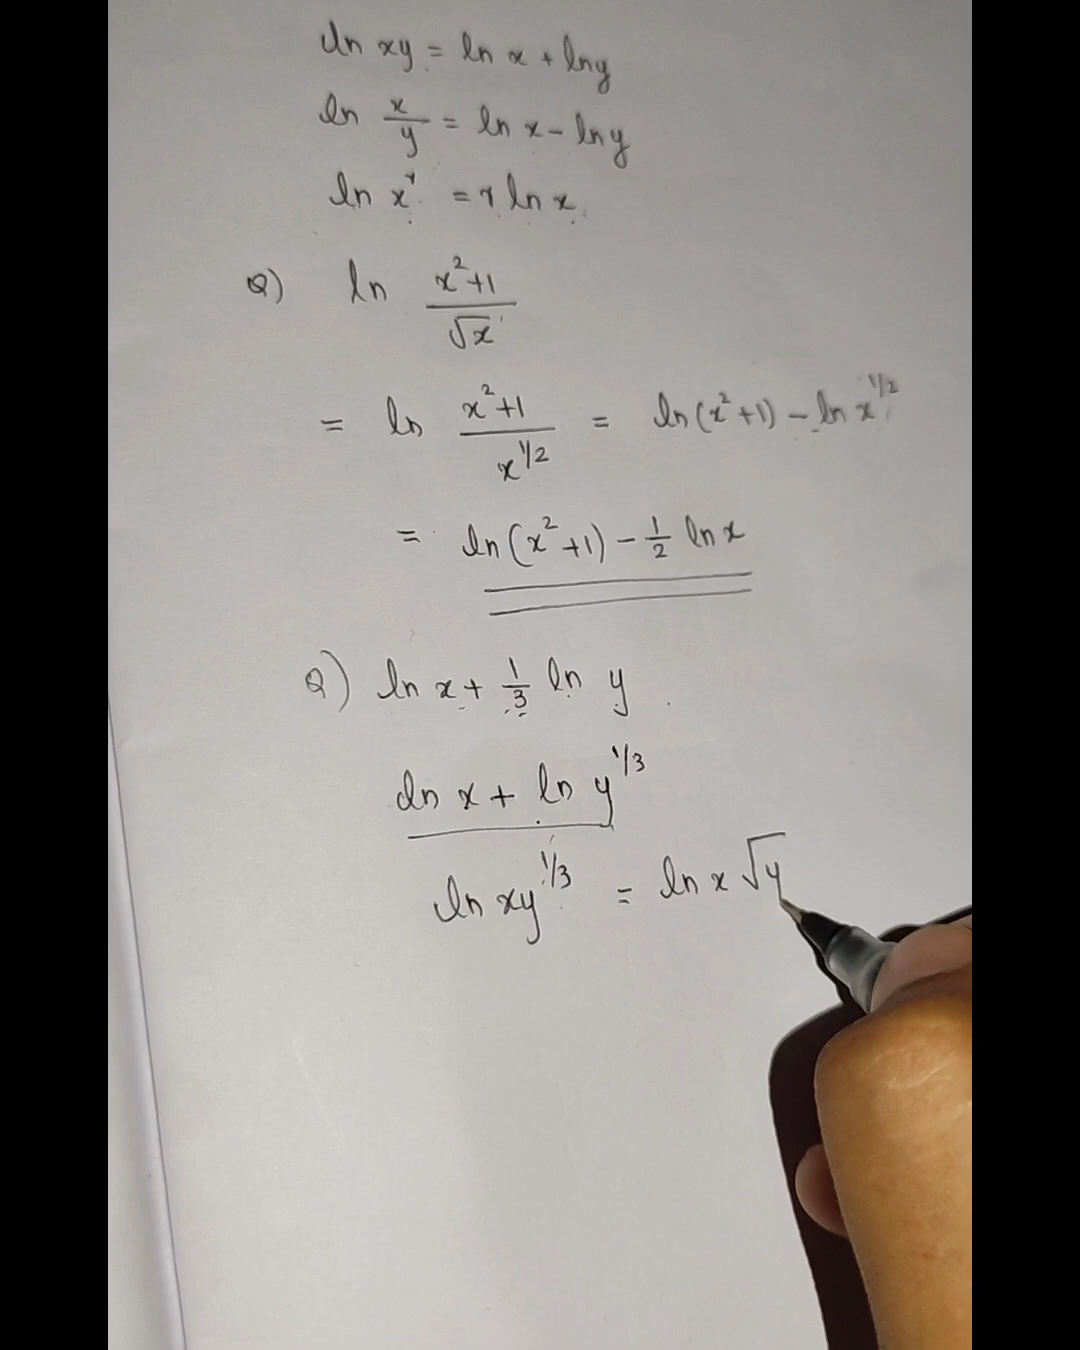 ln xy = ln x + ln y
ln x/y = ln x - ln y
ln xʳ = r ln x
Q) ln x²+1/√x
= ln x²+1/x^1/2 = ln(x²+1) - ln x^1/2
= ln(x²+1) - 1/2 ln x
Q) ln x + 1/3 ln y
ln x + ln y^1/3
ln xy^1/3 = ln x √y